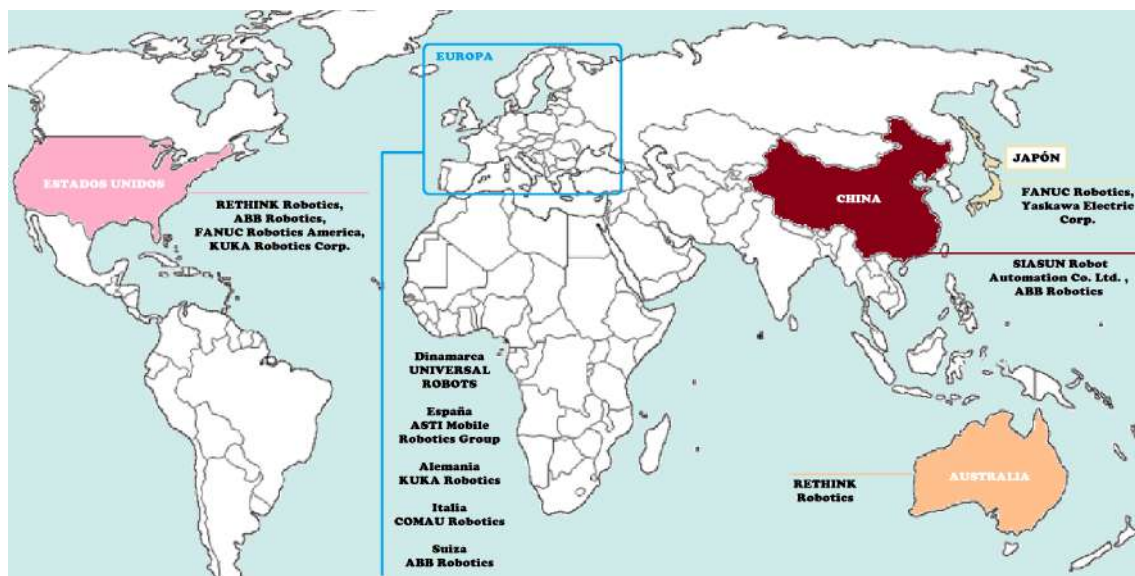 EUROPA
ESTADOS UNIDOS
RETHINK Robotics,
ABB Robotics,
FANUC Robotics America,
KUKA Robotics Corp.
JAPÓN
FANUC Robotics,
Yaskawa Electric
Corp.
CHINA
SIASUN Robot
Automation Co. Ltd. ,
ABB Robotics
Dinamarca
UNIVERSAL
ROBOTS
España
ASTI Mobile
Robotics Group
Alemania
KUKA Robotics
Italia
COMAU Robotics
Suiza
ABB Robotics
RETHINK
Robotics
AUSTRALIA